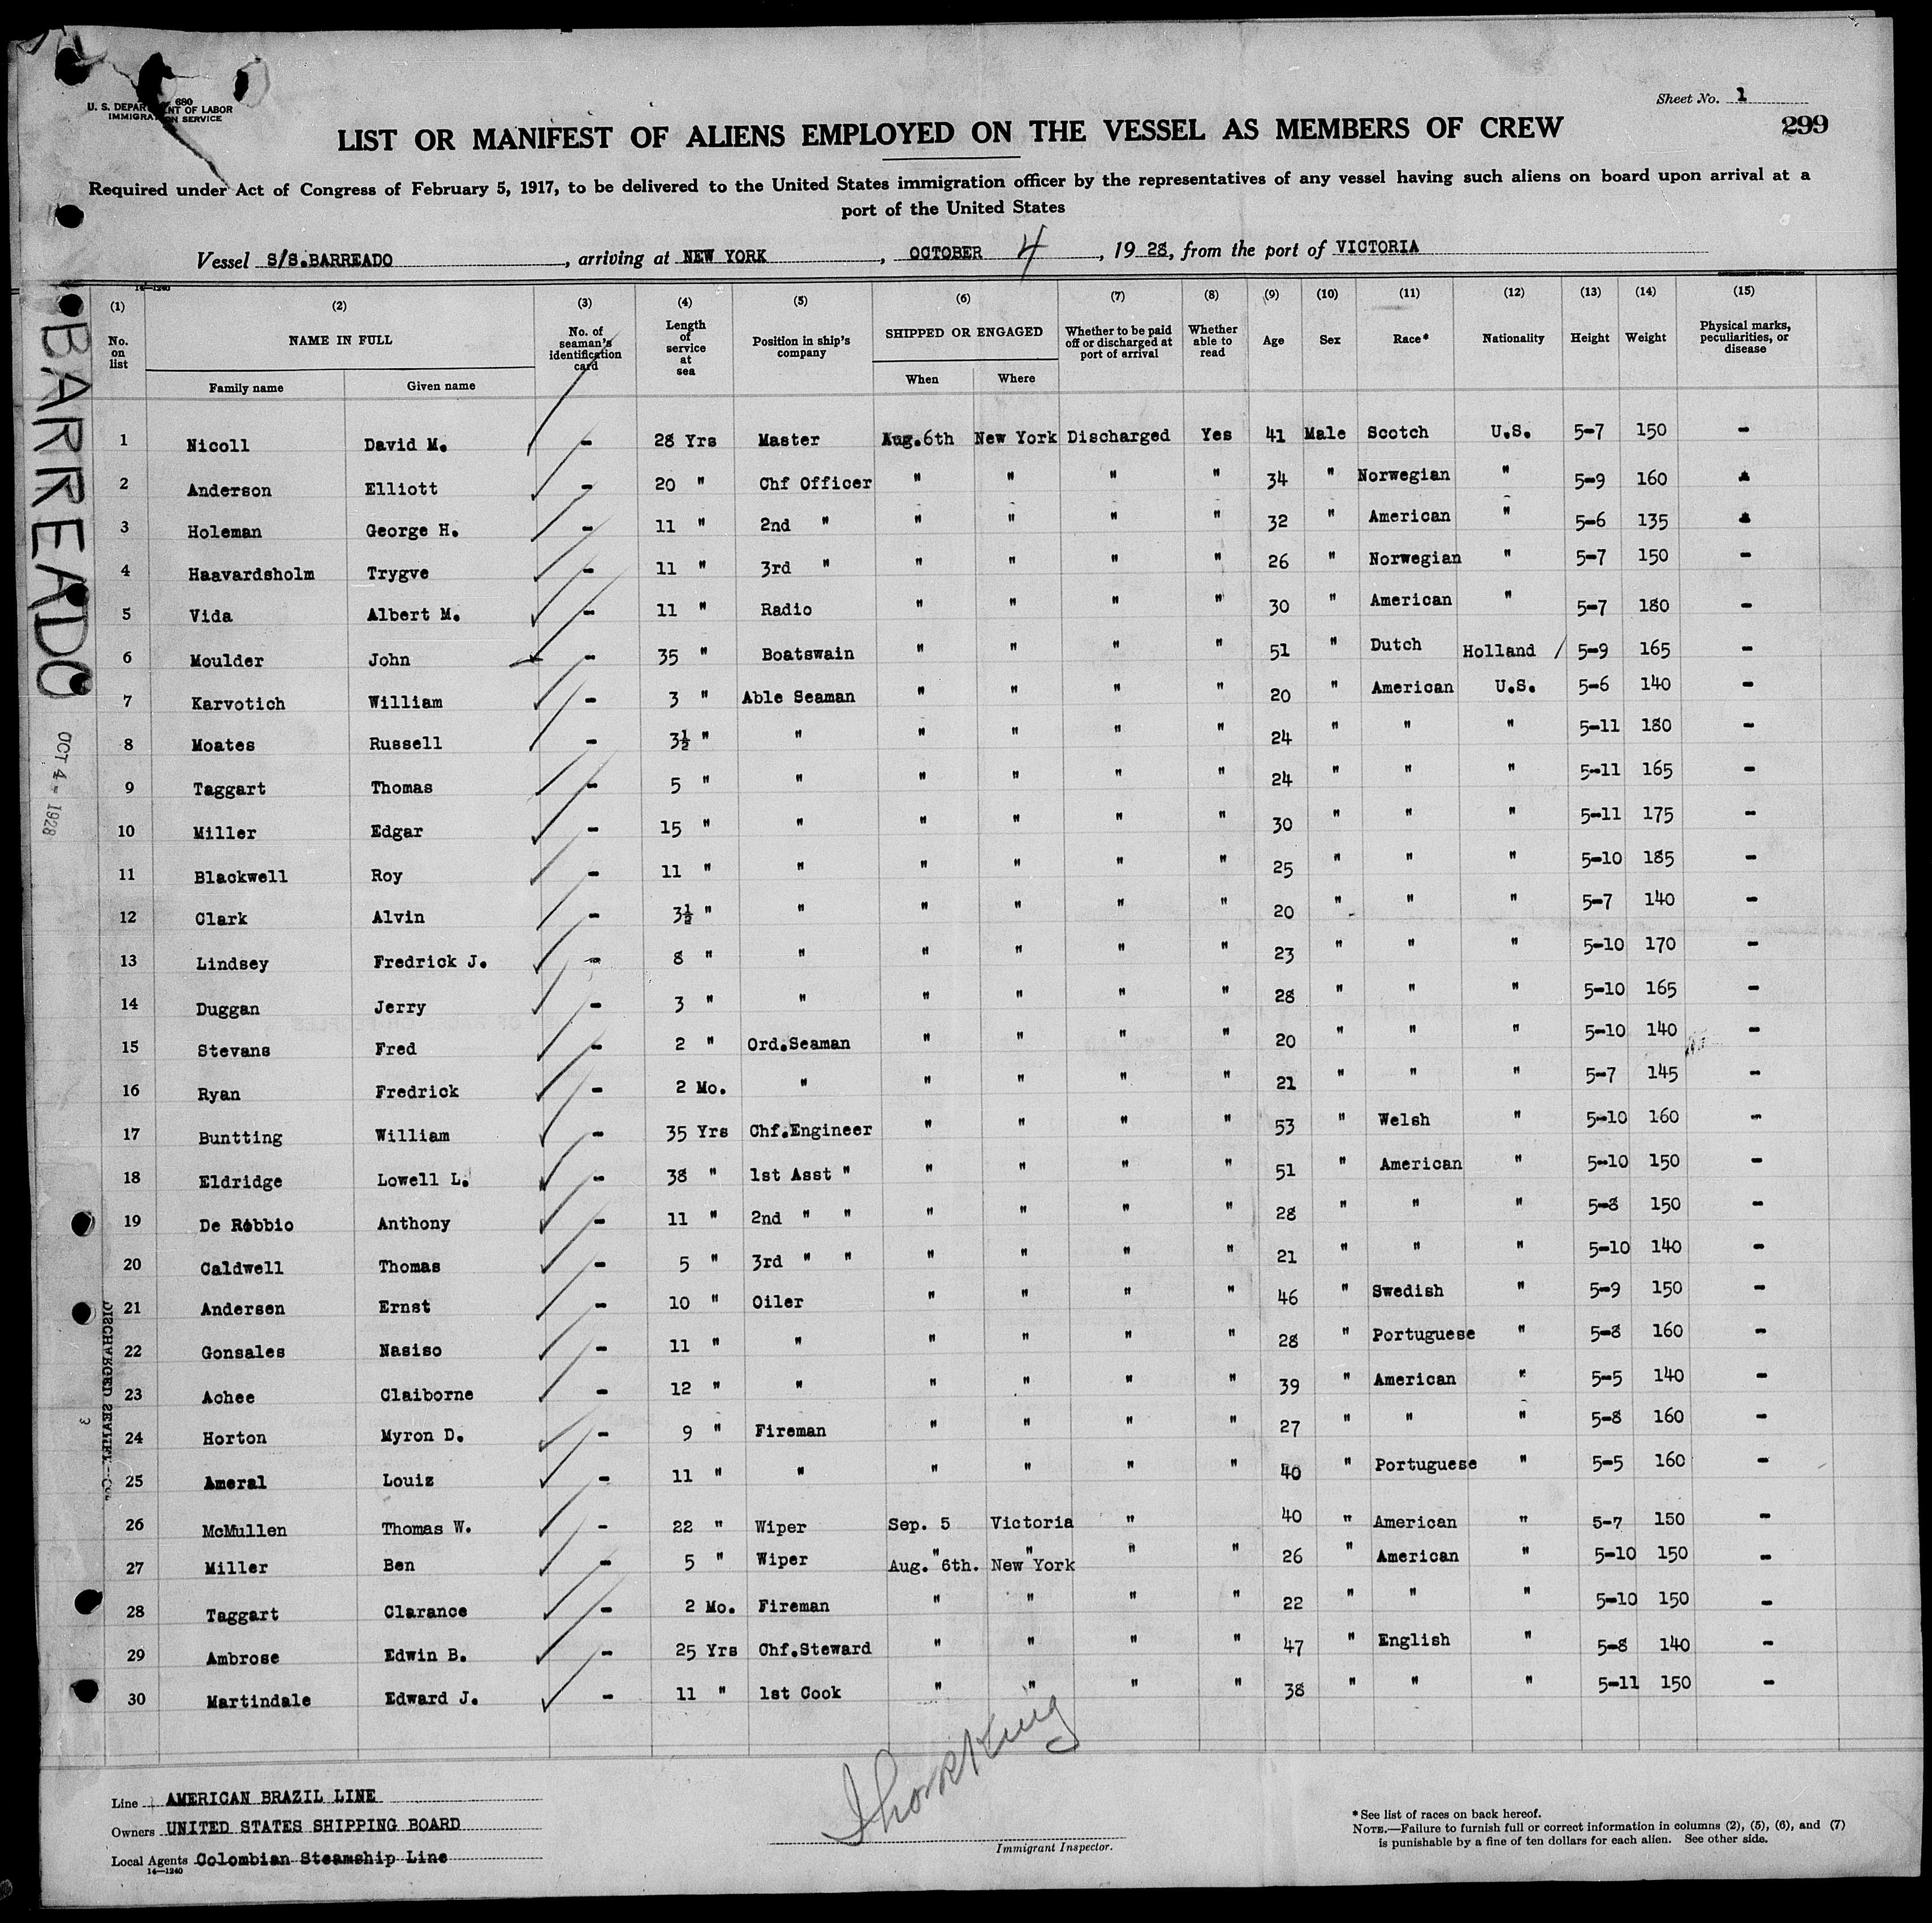 680
U. S. DEPARTMENT OF LABOR
IMMIGRATION SERVICE
Sheet No. 1
299
LIST OR MANIFEST OF ALIENS EMPLOYED ON THE VESSEL AS MEMBERS OF CREW
Required under Act of Congress of February 5, 1917, to be delivered to the United States immigration officer by the representatives of any vessel having such aliens on board upon arrival at a
port of the United States
Vessel S/S.BARREADO, arriving at NEW YORK, OCTOBER 4, 1928, from the port of VICTORIA
14—1240
BARREADO
OCT 4 - 1928
(1) (2) (3) (4) (5) (6) (7) (8) (9) (10) (11) (12) (13) (14) (15)
No. on list NAME IN FULL Family name Given name No. of seaman's identification card Length of service at sea Position in ship's company SHIPPED OR ENGAGED When Where Whether to be paid off or discharged at port of arrival Whether able to read Age Sex Race* Nationality Height Weight Physical marks, peculiarities, or disease
1 Nicoll David M. - 28 Yrs Master Aug.6th New York Discharged Yes 41 Male Scotch U.S. 5-7 150 -
2 Anderson Elliott - 20 " Chf Officer " " " " 34 " Norwegian " 5-9 160 -
3 Holeman George H. - 11 " 2nd " " " " " 32 " American " 5-6 135 -
4 Haavardsholm Trygve - 11 " 3rd " " " " " 26 " Norwegian " 5-7 150 -
5 Vida Albert M. - 11 " Radio " " " " 30 " American " 5-7 180 -
6 Moulder John - 35 " Boatswain " " " " 51 " Dutch Holland / 5-9 165 -
7 Karvotich William - 3 " Able Seaman " " " " 20 " American U.S. 5-6 140 -
8 Moates Russell - 3½ " " " " " " 24 " " " 5-11 180 -
9 Taggart Thomas - 5 " " " " " " 24 " " " 5-11 165 -
10 Miller Edgar - 15 " " " " " " 30 " " " 5-11 175 -
11 Blackwell Roy - 11 " " " " " " 25 " " " 5-10 185 -
12 Clark Alvin - 3½ " " " " " " 20 " " " 5-7 140 -
13 Lindsey Fredrick J. - 8 " " " " " " 23 " " " 5-10 170 -
14 Duggan Jerry - 3 " " " " " " 28 " " " 5-10 165 -
15 Stevans Fred - 2 " Ord.Seaman " " " " 20 " " " 5-10 140 -
16 Ryan Fredrick - 2 Mo. " " " " " 21 " " " 5-7 145 -
17 Buntting William - 35 Yrs Chf.Engineer " " " " 53 " Welsh " 5-10 160 -
18 Eldridge Lowell L. - 38 " 1st Asst " " " " " 51 " American " 5-10 150 -
19 De Robbio Anthony - 11 " 2nd " " " " " " 28 " " " 5-8 150 -
20 Caldwell Thomas - 5 " 3rd " " " " " " 21 " " " 5-10 140 -
21 Andersen Ernst - 10 " Oiler " " " " 46 " Swedish " 5-9 150 -
22 Gonsales Nasiso - 11 " " " " " " 28 " Portuguese " 5-8 160 -
23 Achee Claiborne - 12 " " " " " " 39 " American " 5-5 140 -
24 Horton Myron D. - 9 " Fireman " " " " 27 " " " 5-8 160 -
25 Ameral Louiz - 11 " " " " " " 40 " Portuguese " 5-5 160 -
26 McMullen Thomas W. - 22 " Wiper Sep. 5 Victoria " 40 " American " 5-7 150 -
27 Miller Ben - 5 " Wiper " Aug. 6th. " New York " " 26 " American " 5-10 150 -
28 Taggart Clarance - 2 Mo. Fireman " " " " 22 " " " 5-10 150 -
29 Ambrose Edwin B. - 25 Yrs Chf.Steward " " " " 47 " English " 5-8 140 -
30 Martindale Edward J. - 11 " 1st Cook " " " " 38 " " " 5-11 150 -
Line AMERICAN BRAZIL LINE
Owners UNITED STATES SHIPPING BOARD
Local Agents Colombian Steamship Line
14—1240
Immigrant Inspector.
*See list of races on back hereof.
NOTE.—Failure to furnish full or correct information in columns (2), (5), (6), and (7)
is punishable by a fine of ten dollars for each alien. See other side.